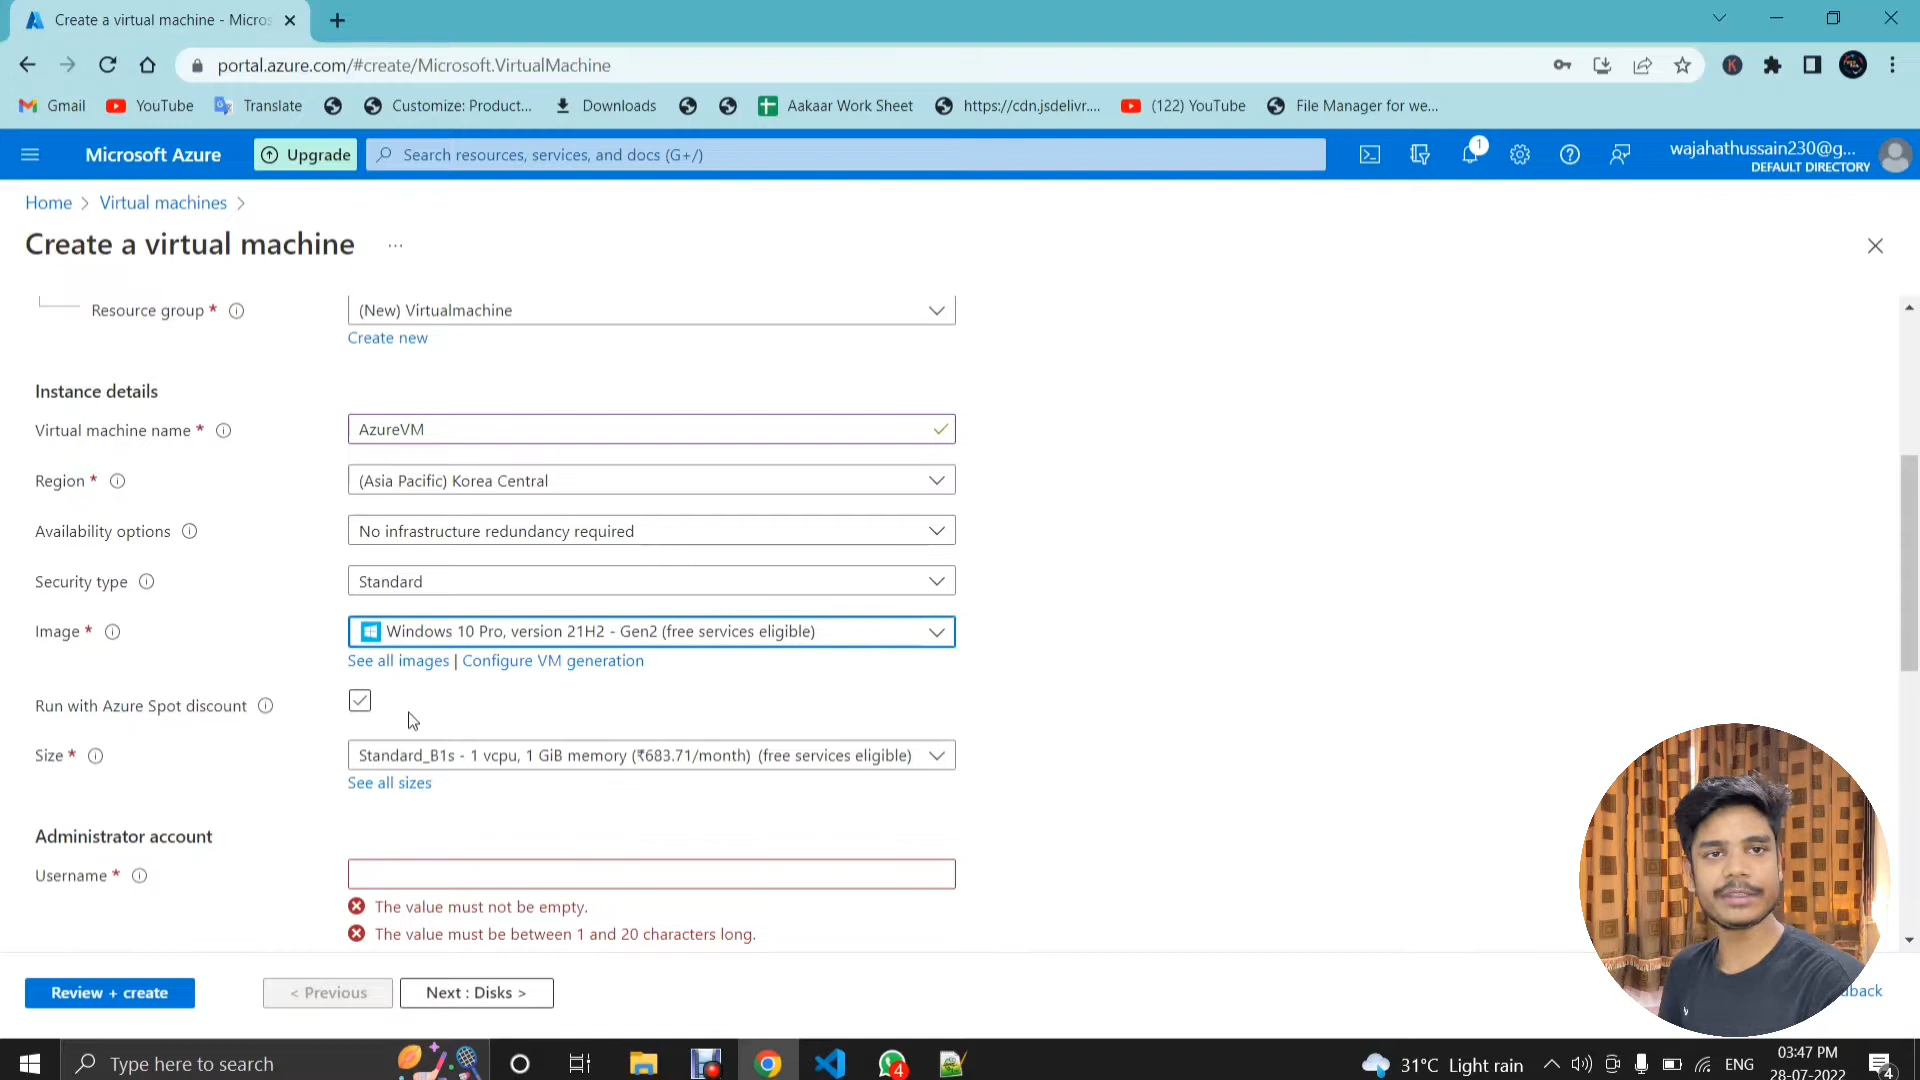 Create a virtual machine - Micros
portal.azure.com/#create/Microsoft.VirtualMachine
Gmail YouTube Translate Customize: Product... Downloads Aakaar Work Sheet https://cdn.jsdelivr.... (122) YouTube File Manager for we...
Microsoft Azure Upgrade Search resources, services, and docs (G+/) 1 wajahathussain230@g...
DEFAULT DIRECTORY
Home > Virtual machines >
Create a virtual machine ...
Resource group * (New) Virtualmachine
Create new
Instance details
Virtual machine name * AzureVM
Region * (Asia Pacific) Korea Central
Availability options No infrastructure redundancy required
Security type Standard
Image * Windows 10 Pro, version 21H2 - Gen2 (free services eligible)
See all images | Configure VM generation
Run with Azure Spot discount
Size * Standard_B1s - 1 vcpu, 1 GiB memory (₹683.71/month) (free services eligible)
See all sizes
Administrator account
Username *
The value must not be empty.
The value must be between 1 and 20 characters long.
Review + create < Previous Next : Disks > dback
Type here to search 4 31°C Light rain ENG 03:47 PM
28-07-2022 4